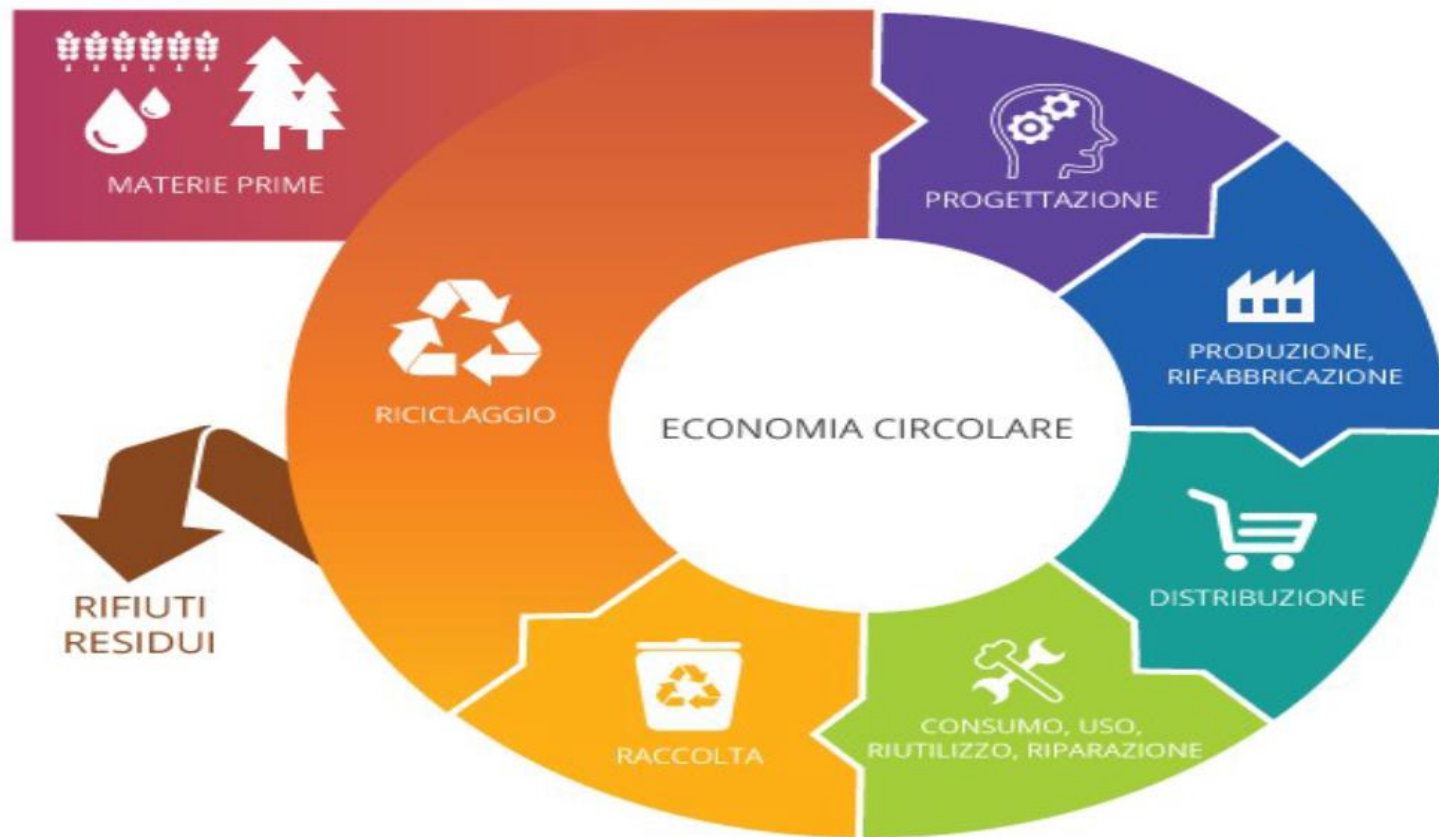 MATERIE PRIME
PROGETTAZIONE
PRODUZIONE,
RIFABBRICAZIONE
RICICLAGGIO
ECONOMIA CIRCOLARE
DISTRIBUZIONE
RIFIUTI
RESIDUI
CONSUMO, USO,
RIUTILIZZO, RIPARAZIONE
RACCOLTA